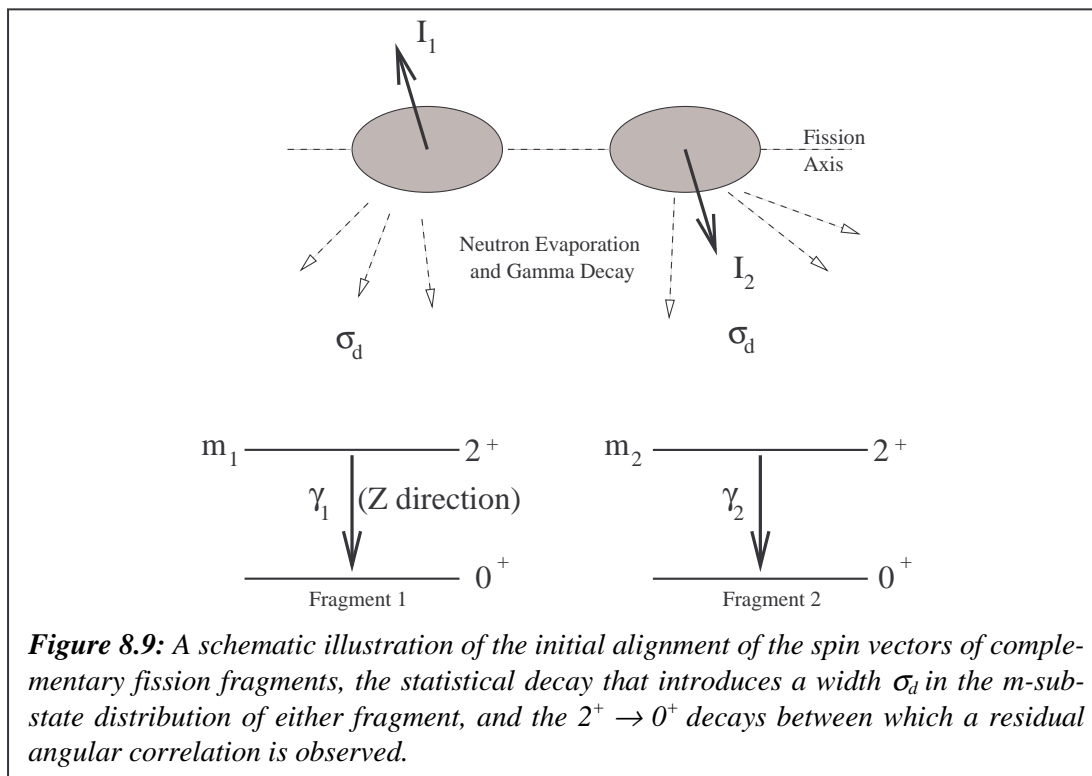 I₁
Fission
Axis
Neutron Evaporation
and Gamma Decay
I₂
σ_d
σ_d
m₁
2⁺
m₂
2⁺
γ₁
(Z direction)
γ₂
0⁺
0⁺
Fragment 1
Fragment 2
Figure 8.9: A schematic illustration of the initial alignment of the spin vectors of comple-
mentary fission fragments, the statistical decay that introduces a width σ_d in the m-sub-
state distribution of either fragment, and the 2⁺ → 0⁺ decays between which a residual
angular correlation is observed.